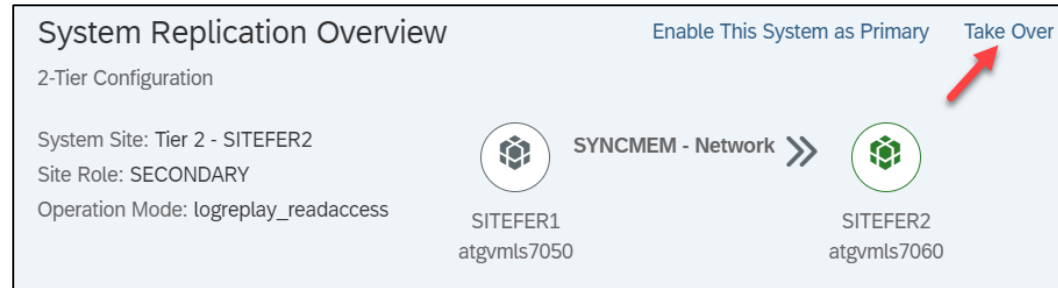 System Replication Overview
Enable This System as Primary
Take Over
2-Tier Configuration
System Site: Tier 2 - SITEFER2
Site Role: SECONDARY
Operation Mode: logreplay_readaccess
SYNCMEM - Network
SITEFER1
atgvmls7050
SITEFER2
atgvmls7060